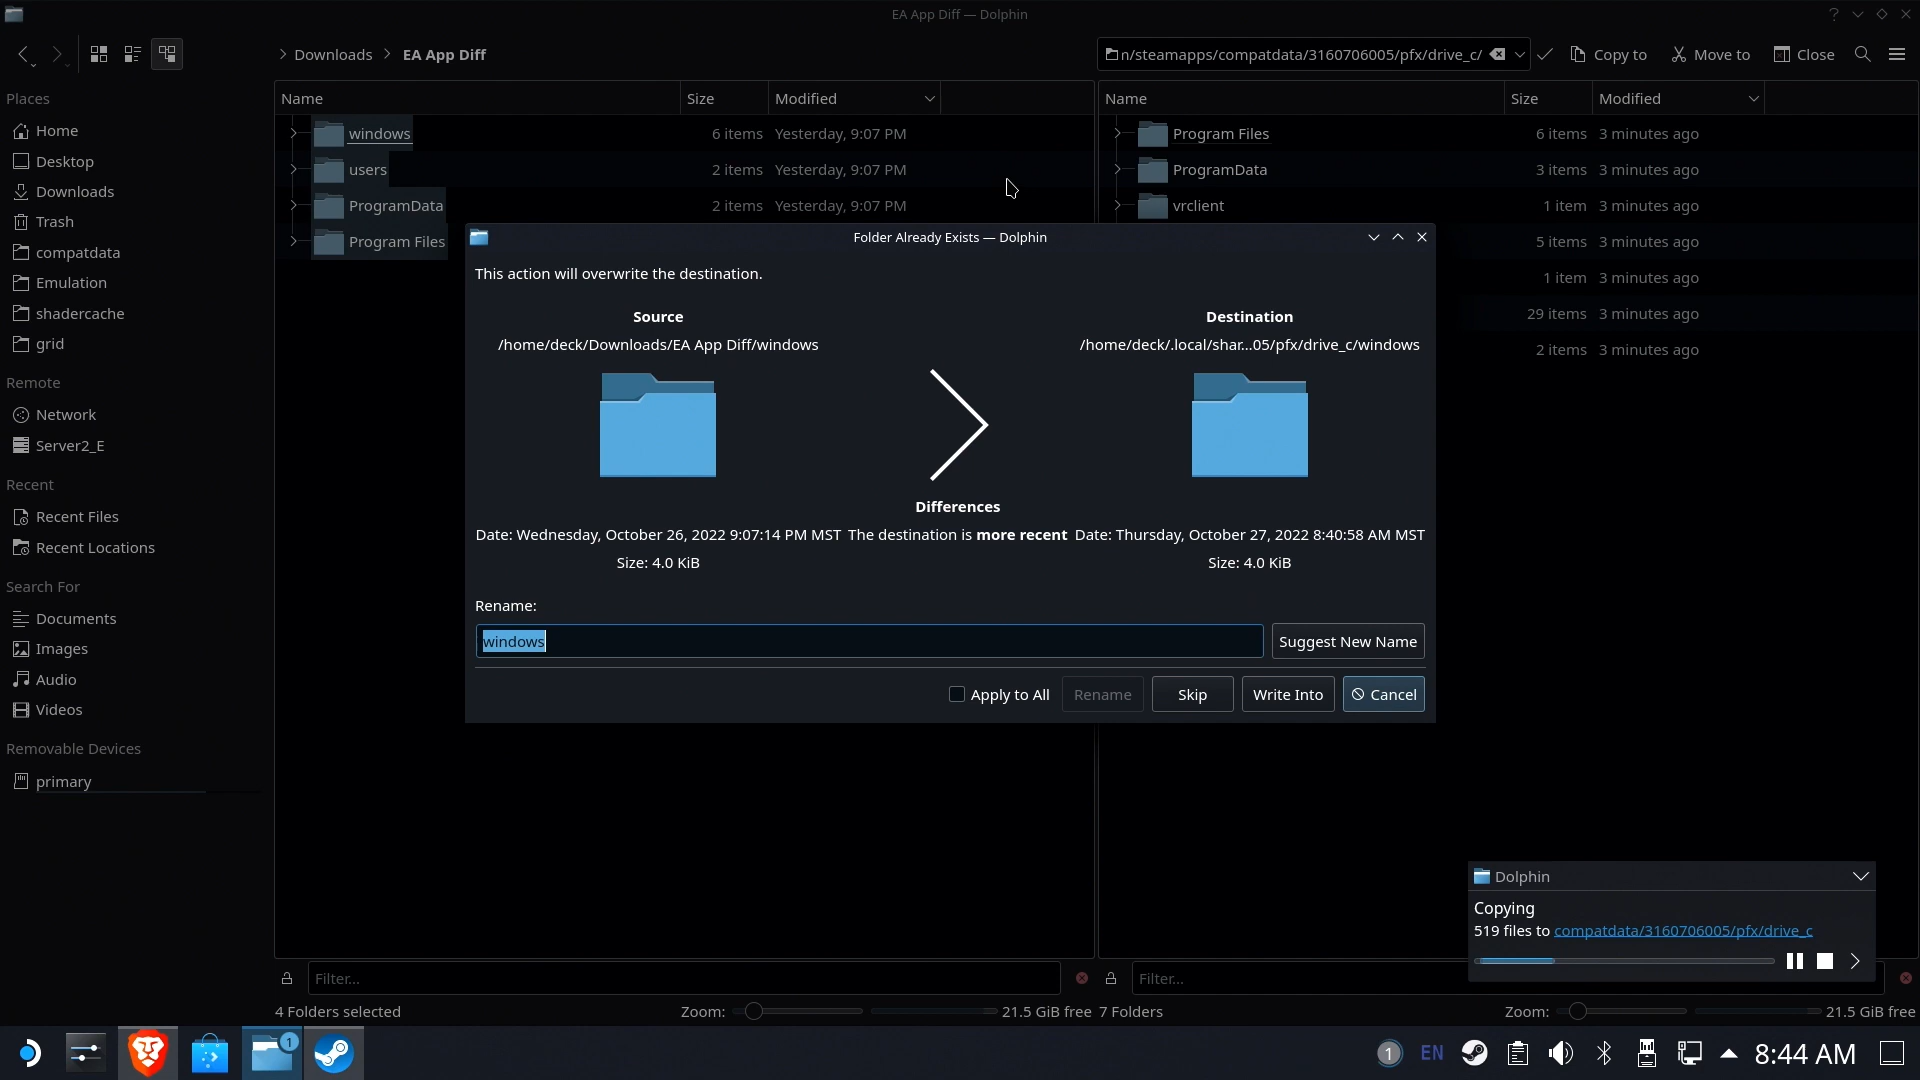 EA App Diff — Dolphin
?
Downloads
EA App Diff
n/steamapps/compatdata/3160706005/pfx/drive_c/
Copy to
Move to
Close
Places
Home
Desktop
Downloads
Trash
compatdata
Emulation
shadercache
grid
Remote
Network
Server2_E
Recent
Recent Files
Recent Locations
Search For
Documents
Images
Audio
Videos
Removable Devices
primary
Name Size Modified
windows 6 items Yesterday, 9:07 PM
users 2 items Yesterday, 9:07 PM
ProgramData 2 items Yesterday, 9:07 PM
Program Files
Name Size Modified
Program Files 6 items 3 minutes ago
ProgramData 3 items 3 minutes ago
vrclient 1 item 3 minutes ago
5 items 3 minutes ago
1 item 3 minutes ago
29 items 3 minutes ago
2 items 3 minutes ago
Folder Already Exists — Dolphin
This action will overwrite the destination.
Source
/home/deck/Downloads/EA App Diff/windows
Destination
/home/deck/.local/shar...05/pfx/drive_c/windows
Differences
Date: Wednesday, October 26, 2022 9:07:14 PM MST The destination is more recent Date: Thursday, October 27, 2022 8:40:58 AM MST
Size: 4.0 KiB
Size: 4.0 KiB
Rename:
windows
Suggest New Name
Apply to All
Rename
Skip
Write Into
Cancel
Dolphin
Copying
519 files to compatdata/3160706005/pfx/drive_c
Filter...
Filter...
4 Folders selected
Zoom:
21.5 GiB free
7 Folders
Zoom:
21.5 GiB free
1
1
EN
8:44 AM